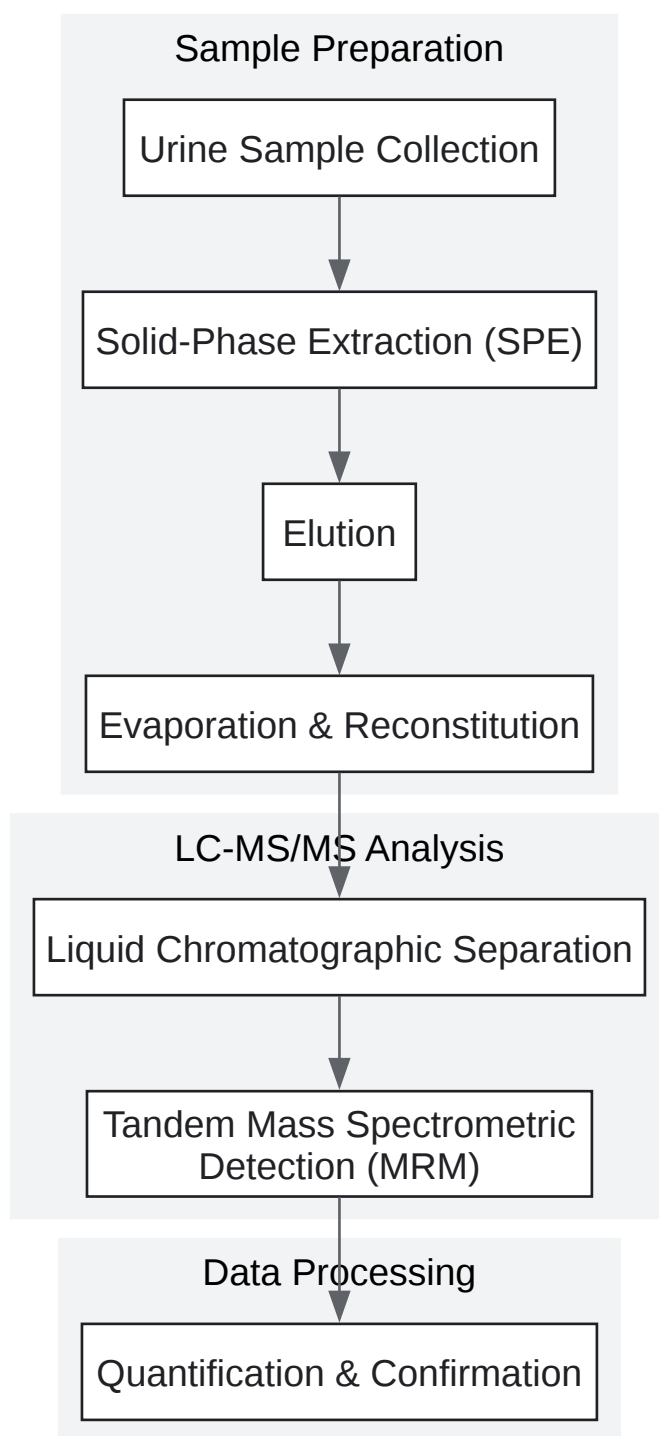 Sample Preparation
Urine Sample Collection
Solid-Phase Extraction (SPE)
Elution
Evaporation & Reconstitution
LC-MS/MS Analysis
Liquid Chromatographic Separation
Tandem Mass Spectrometric
Detection (MRM)
Data Processing
Quantification & Confirmation